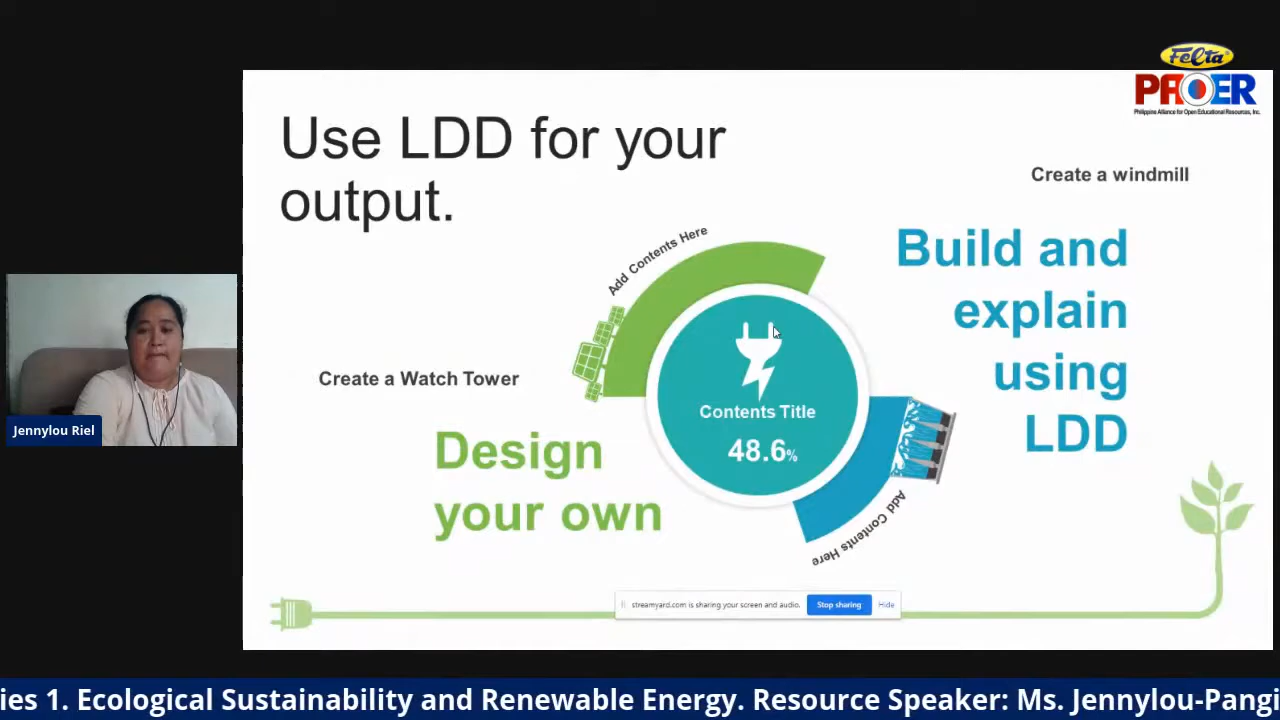 Felta
PAOER
Philippine Alliance for Open Educational Resources, Inc.
Use LDD for your
output.
Create a windmill
Add Contents Here
Build and
explain
using
LDD
Create a Watch Tower
Design
your own
Contents Title
48.6%
Add Contents Here
Jennylou Riel
streamyard.com is sharing your screen and audio.
Stop sharing
Hide
ies 1. Ecological Sustainability and Renewable Energy. Resource Speaker: Ms. Jennylou-Pangi